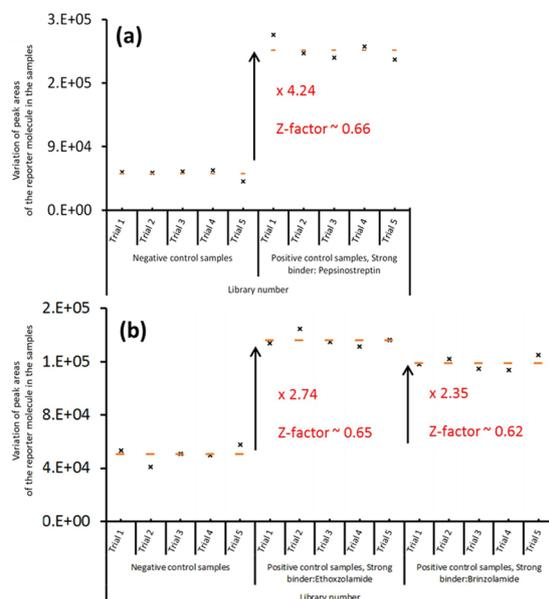 (a)
Variation of peak areas
of the reporter molecule in the samples
3.E+05
2.E+05
9.E+04
0.E+00
x 4.24
Z-factor ~ 0.66
Trial 1
Trial 2
Trial 3
Trial 4
Trial 5
Trial 1
Trial 2
Trial 3
Trial 4
Trial 5
Negative control samples
Positive control samples, Strong
binder: Pepsinostreptin
Library number
(b)
Variation of peak areas
of the reporter molecule in the samples
2.E+05
1.E+05
8.E+04
4.E+04
0.E+00
x 2.74
Z-factor ~ 0.65
x 2.35
Z-factor ~ 0.62
Trial 1
Trial 2
Trial 3
Trial 4
Trial 5
Trial 1
Trial 2
Trial 3
Trial 4
Trial 5
Trial 1
Trial 2
Trial 3
Trial 4
Trial 5
Negative control samples
Positive control samples, Strong
binder:Ethoxzolamide
Positive control samples, Strong
binder:Brinzolamide
Library number